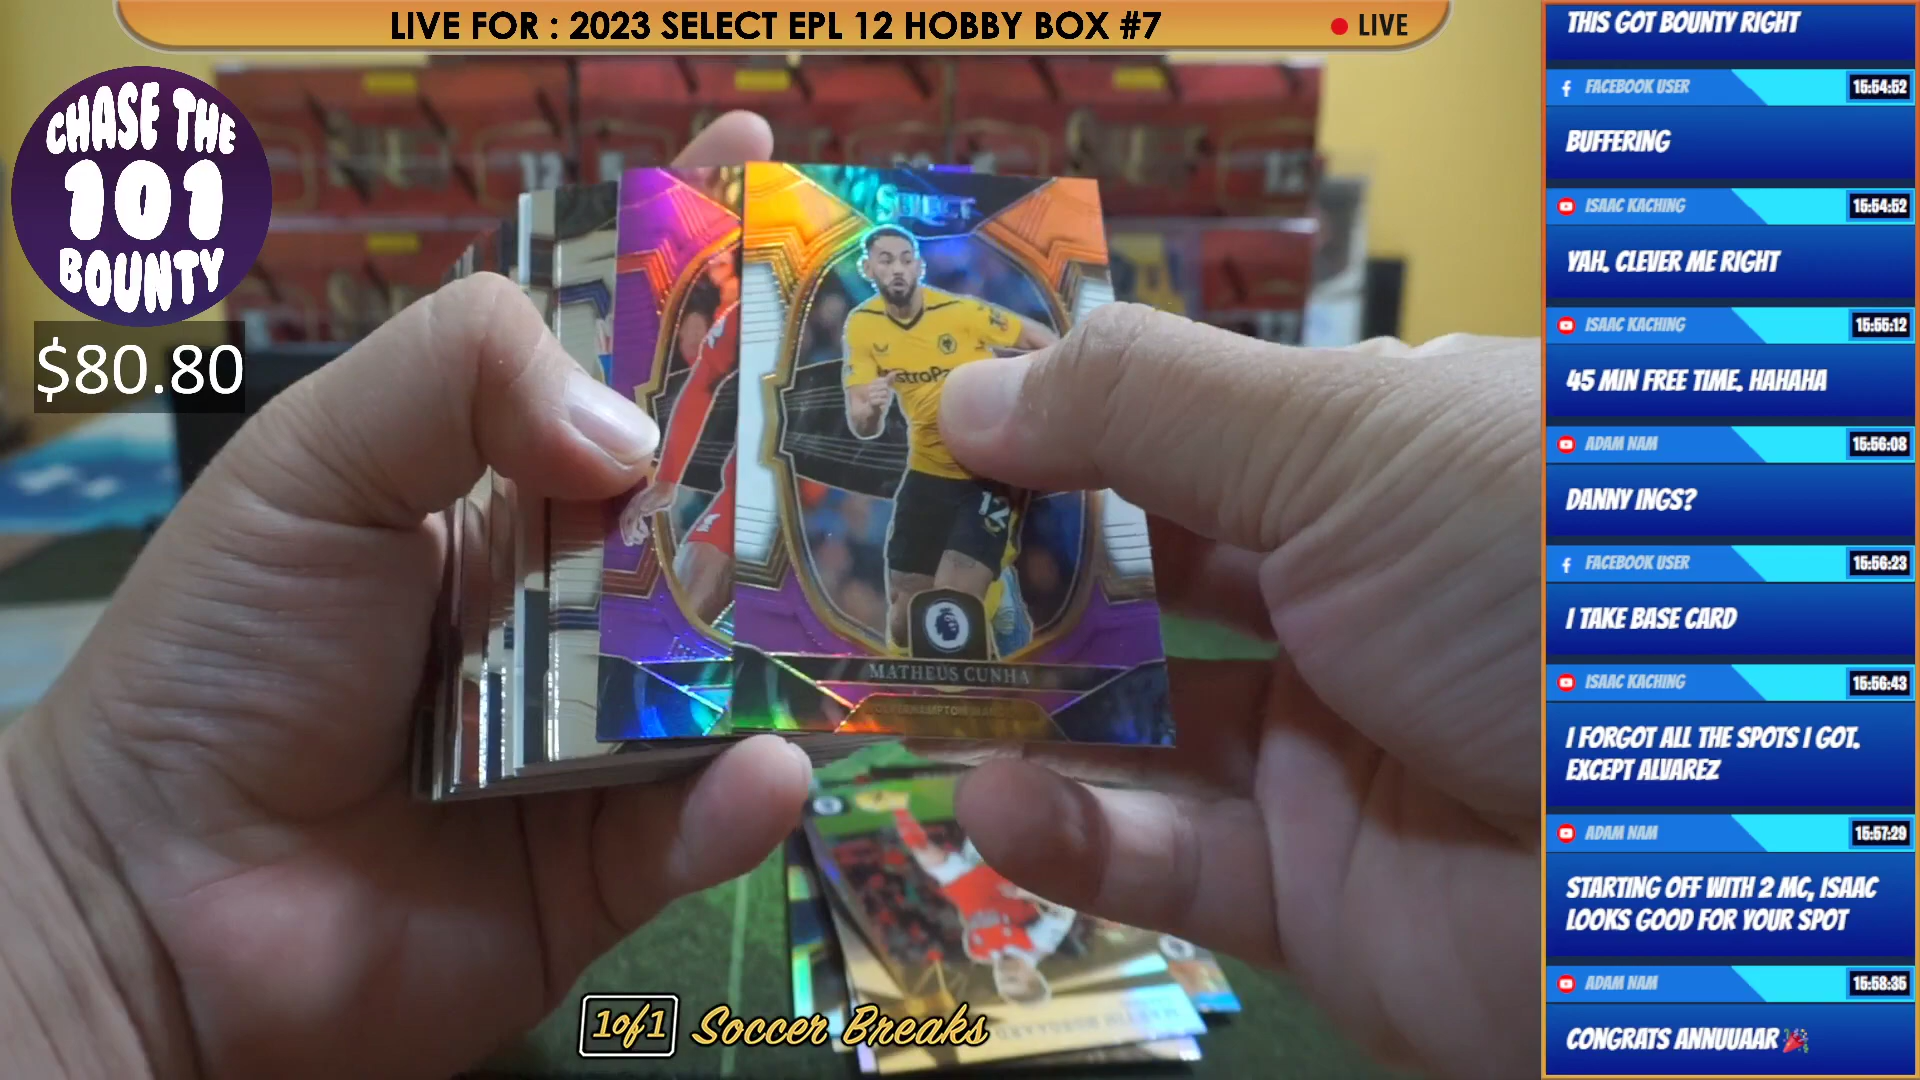 LIVE FOR : 2023 SELECT EPL 12 HOBBY BOX #7
LIVE
CHASE THE
101
BOUNTY
$80.80
SELECT
12
MATHEUS CUNHA
1of1 Soccer Breaks
THIS GOT BOUNTY RIGHT
FACEBOOK USER 15:54:52
BUFFERING
ISAAC KACHING 15:54:52
YAH. CLEVER ME RIGHT
ISAAC KACHING 15:55:12
45 MIN FREE TIME. HAHAHA
ADAM NAM 15:56:08
DANNY INGS?
FACEBOOK USER 15:56:23
I TAKE BASE CARD
ISAAC KACHING 15:56:43
I FORGOT ALL THE SPOTS I GOT.
EXCEPT ALVAREZ
ADAM NAM 15:57:29
STARTING OFF WITH 2 MC, ISAAC
LOOKS GOOD FOR YOUR SPOT
ADAM NAM 15:58:35
CONGRATS ANNUUAAR 🎉